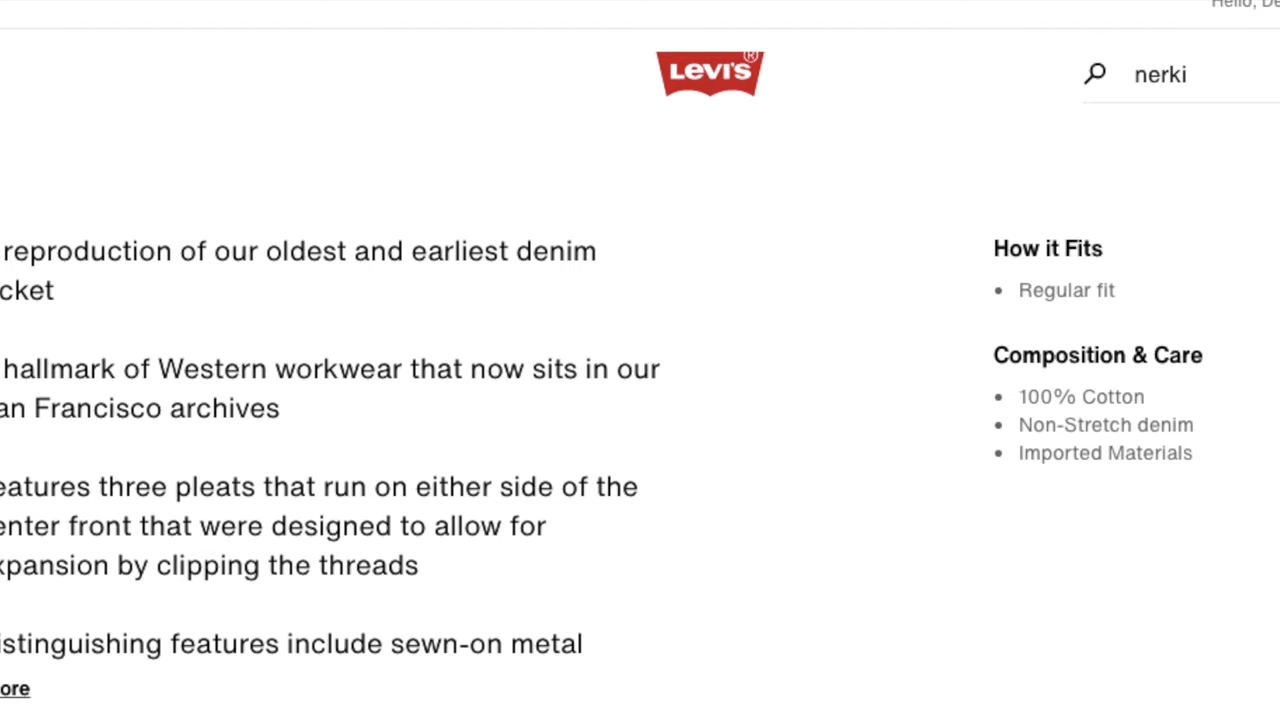 Hello, De
LEVI'S®
nerki
reproduction of our oldest and earliest denim
cket
hallmark of Western workwear that now sits in our
an Francisco archives
eatures three pleats that run on either side of the
enter front that were designed to allow for
xpansion by clipping the threads
istinguishing features include sewn-on metal
ore
How it Fits
• Regular fit
Composition & Care
• 100% Cotton
• Non-Stretch denim
• Imported Materials